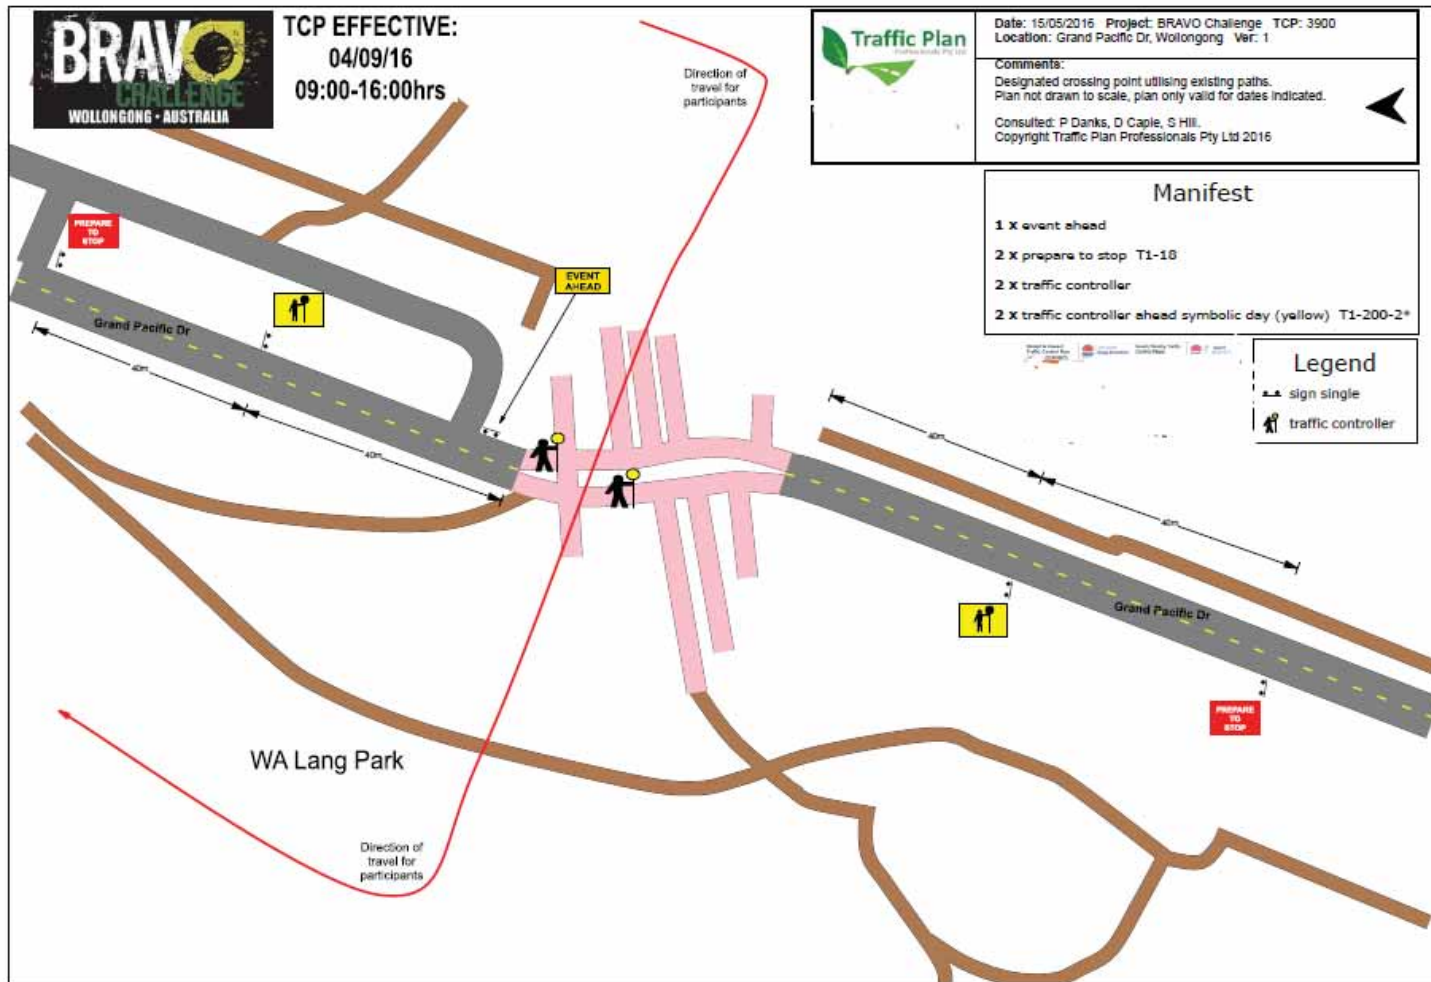 BRAVO
CHALLENGE
WOLLONGONG • AUSTRALIA
TCP EFFECTIVE:
04/09/16
09:00-16:00hrs
Direction of
travel for
participants
Traffic Plan
Professionals Pty Ltd
Date: 15/05/2016 Project: BRAVO Challenge TCP: 3900
Location: Grand Pacific Dr, Wollongong Ver: 1
Comments:
Designated crossing point utilising existing paths.
Plan not drawn to scale, plan only valid for dates indicated.
Consulted: P Danks, D Caple, S Hill.
Copyright Traffic Plan Professionals Pty Ltd 2016
Manifest
1 x event ahead
2 x prepare to stop T1-18
2 x traffic controller
2 x traffic controller ahead symbolic day (yellow) T1-200-2*
Legend
sign single
traffic controller
PREPARE
TO
STOP
EVENT
AHEAD
Grand Pacific Dr
40m
40m
40m
40m
Grand Pacific Dr
PREPARE
TO
STOP
WA Lang Park
Direction of
travel for
participants